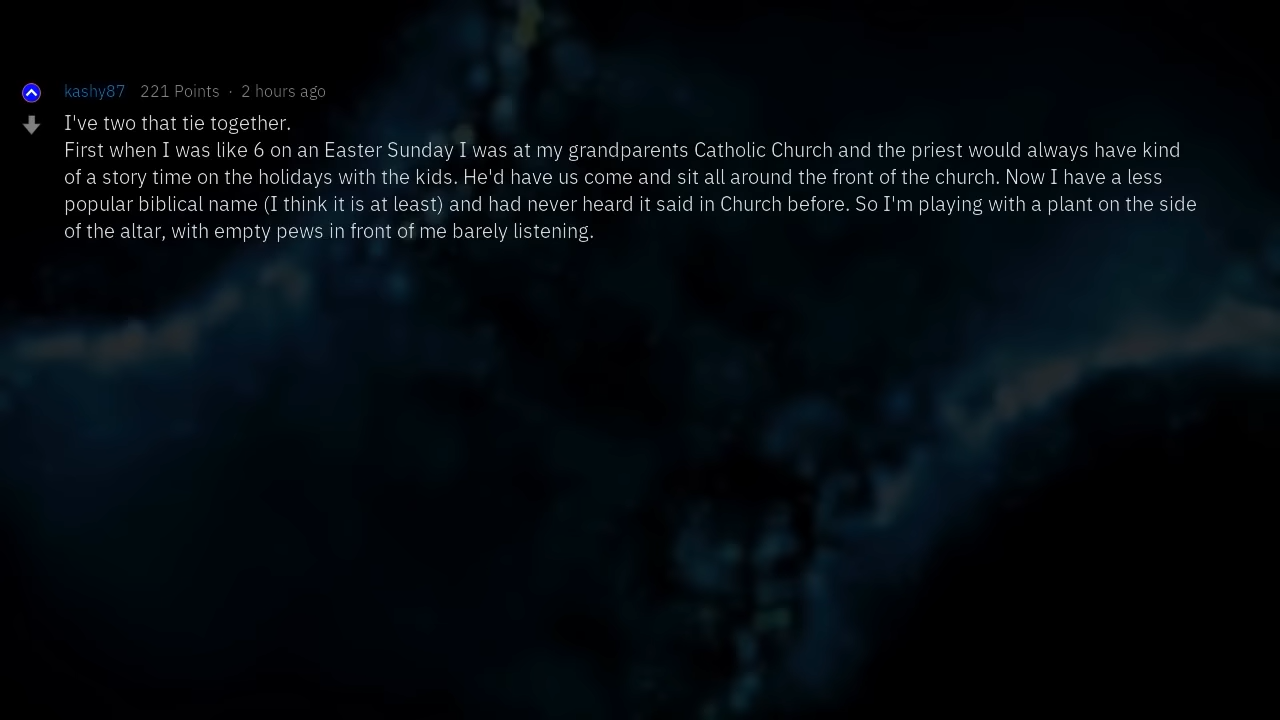 kashy87 221 Points · 2 hours ago
I've two that tie together.
First when I was like 6 on an Easter Sunday I was at my grandparents Catholic Church and the priest would always have kind
of a story time on the holidays with the kids. He'd have us come and sit all around the front of the church. Now I have a less
popular biblical name (I think it is at least) and had never heard it said in Church before. So I'm playing with a plant on the side
of the altar, with empty pews in front of me barely listening.